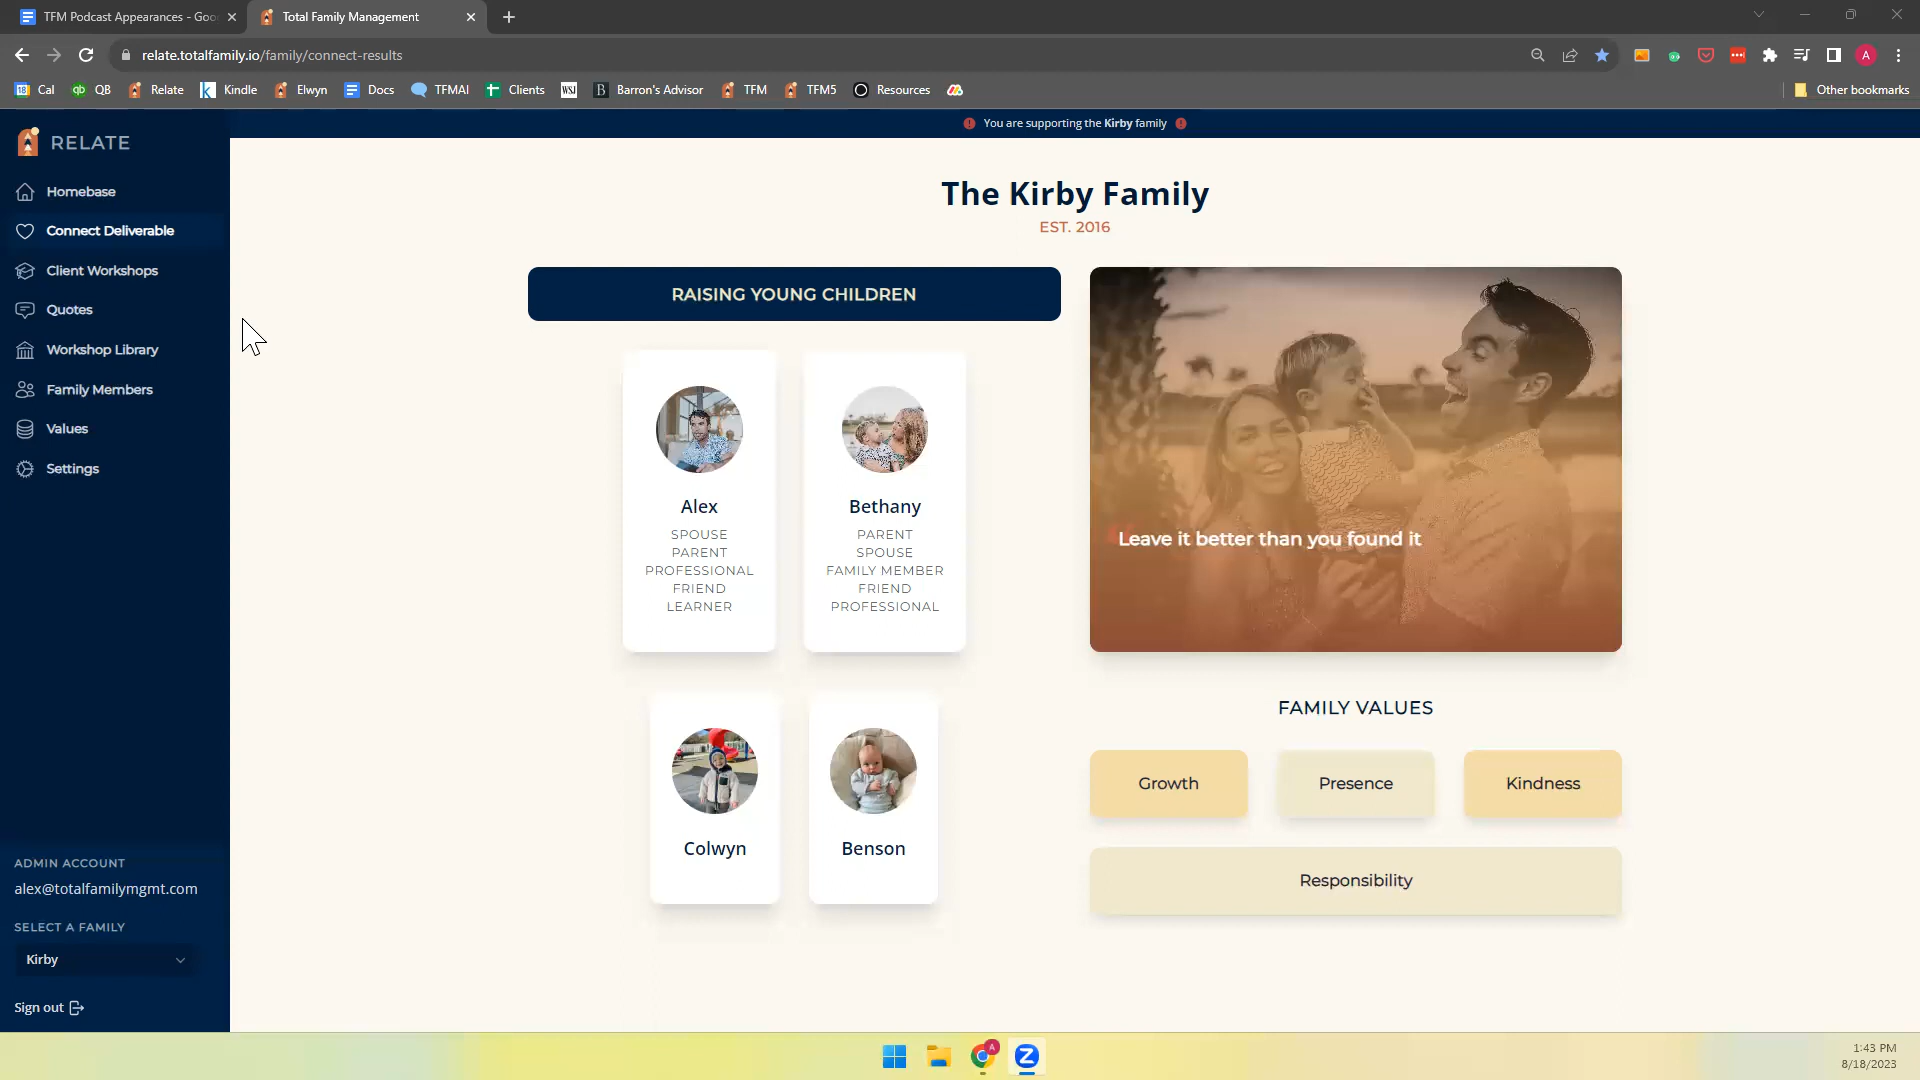 TFM Podcast Appearances - Goo
Total Family Management
relate.totalfamily.io/family/connect-results
Cal
QB
Relate
Kindle
Elwyn
Docs
TFMAI
Clients
WSJ
Barron's Advisor
TFM
TFM5
Resources
Other bookmarks
RELATE
You are supporting the Kirby family
Homebase
Connect Deliverable
Client Workshops
Quotes
Workshop Library
Family Members
Values
Settings
The Kirby Family
EST. 2016
RAISING YOUNG CHILDREN
Alex
SPOUSE
PARENT
PROFESSIONAL
FRIEND
LEARNER
Bethany
PARENT
SPOUSE
FAMILY MEMBER
FRIEND
PROFESSIONAL
Colwyn
Benson
Leave it better than you found it
FAMILY VALUES
Growth
Presence
Kindness
Responsibility
ADMIN ACCOUNT
alex@totalfamilymgmt.com
SELECT A FAMILY
Kirby
Sign out
1:43 PM
8/18/2023